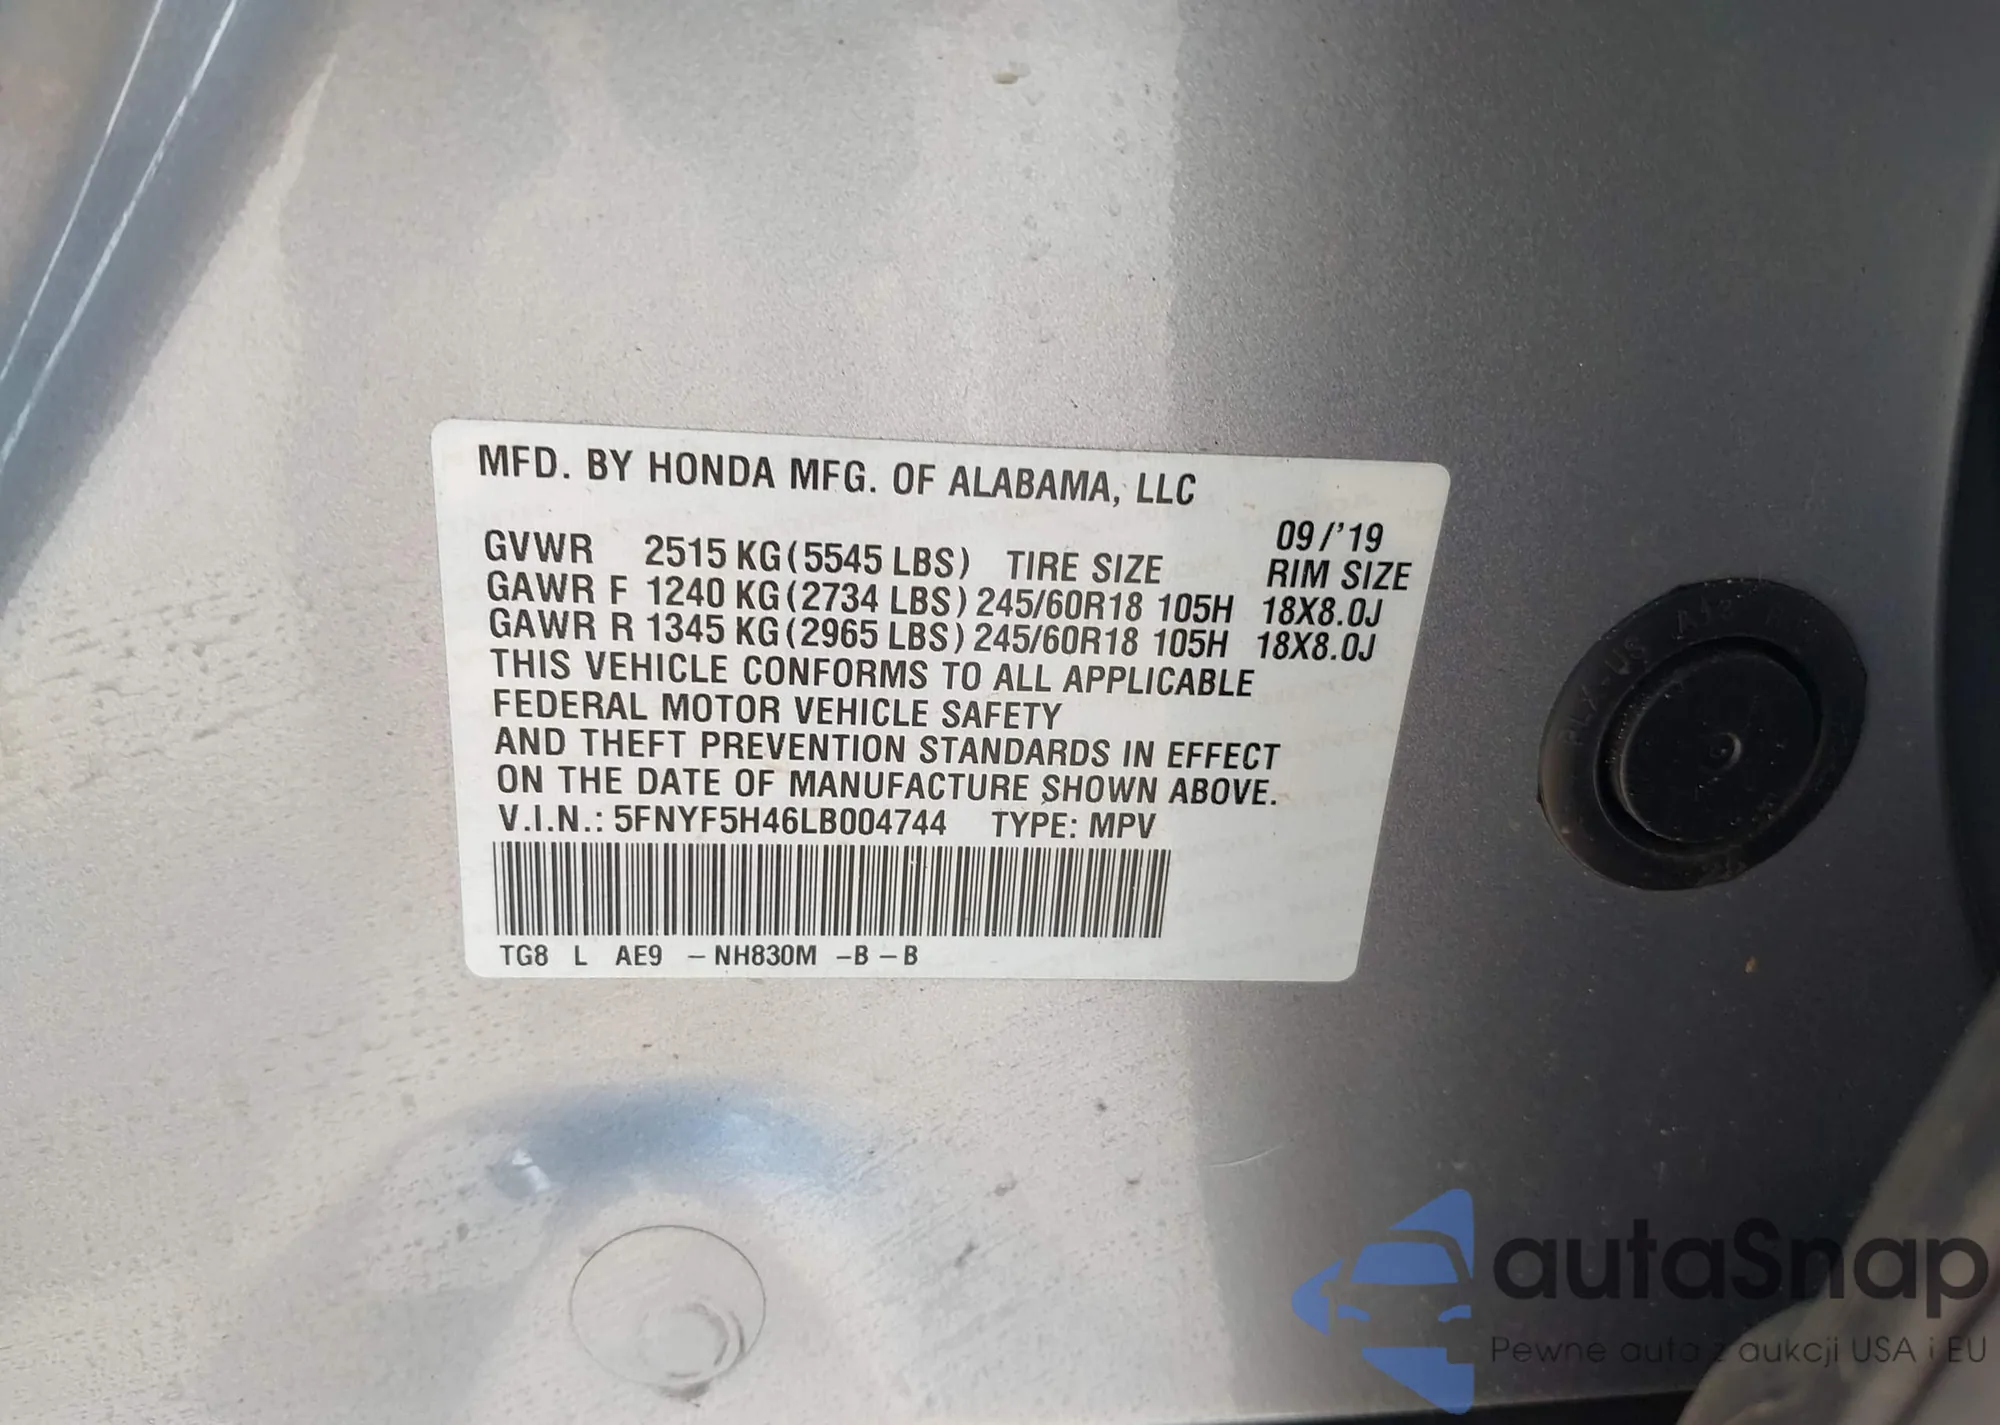 MFD. BY HONDA MFG. OF ALABAMA, LLC
09/'19
GVWR 2515 KG (5545 LBS) TIRE SIZE RIM SIZE
GAWR F 1240 KG (2734 LBS) 245/60R18 105H 18X8.0J
GAWR R 1345 KG (2965 LBS) 245/60R18 105H 18X8.0J
THIS VEHICLE CONFORMS TO ALL APPLICABLE
FEDERAL MOTOR VEHICLE SAFETY
AND THEFT PREVENTION STANDARDS IN EFFECT
ON THE DATE OF MANUFACTURE SHOWN ABOVE.
V.I.N.: 5FNYF5H46LB004744 TYPE: MPV
TG8 L AE9 – NH830M – B – B
autaSnap
Pewne auta z aukcji USA i EU